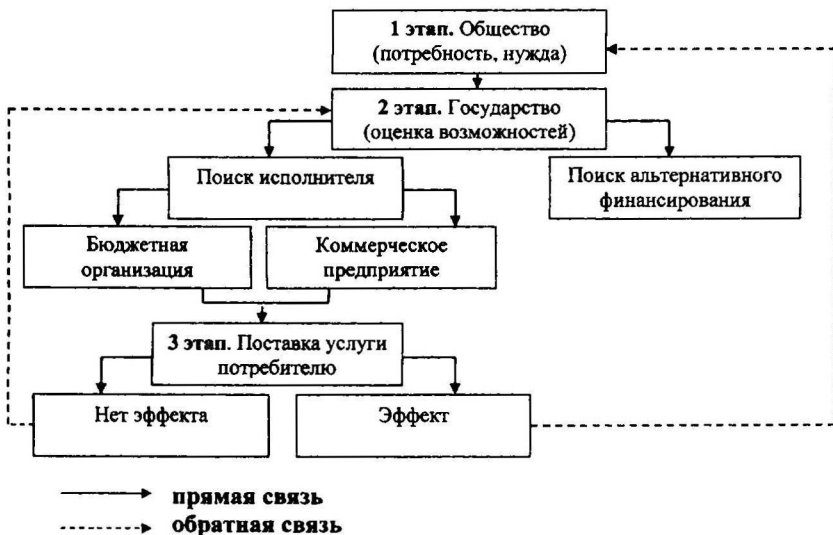 1 этап. Общество
(потребность, нужда)
2 этап. Государство
(оценка возможностей)
Поиск исполнителя
Поиск альтернативного
финансирования
Бюджетная
организация
Коммерческое
предприятие
3 этап. Поставка услуги
потребителю
Нет эффекта
Эффект
прямая связь
обратная связь